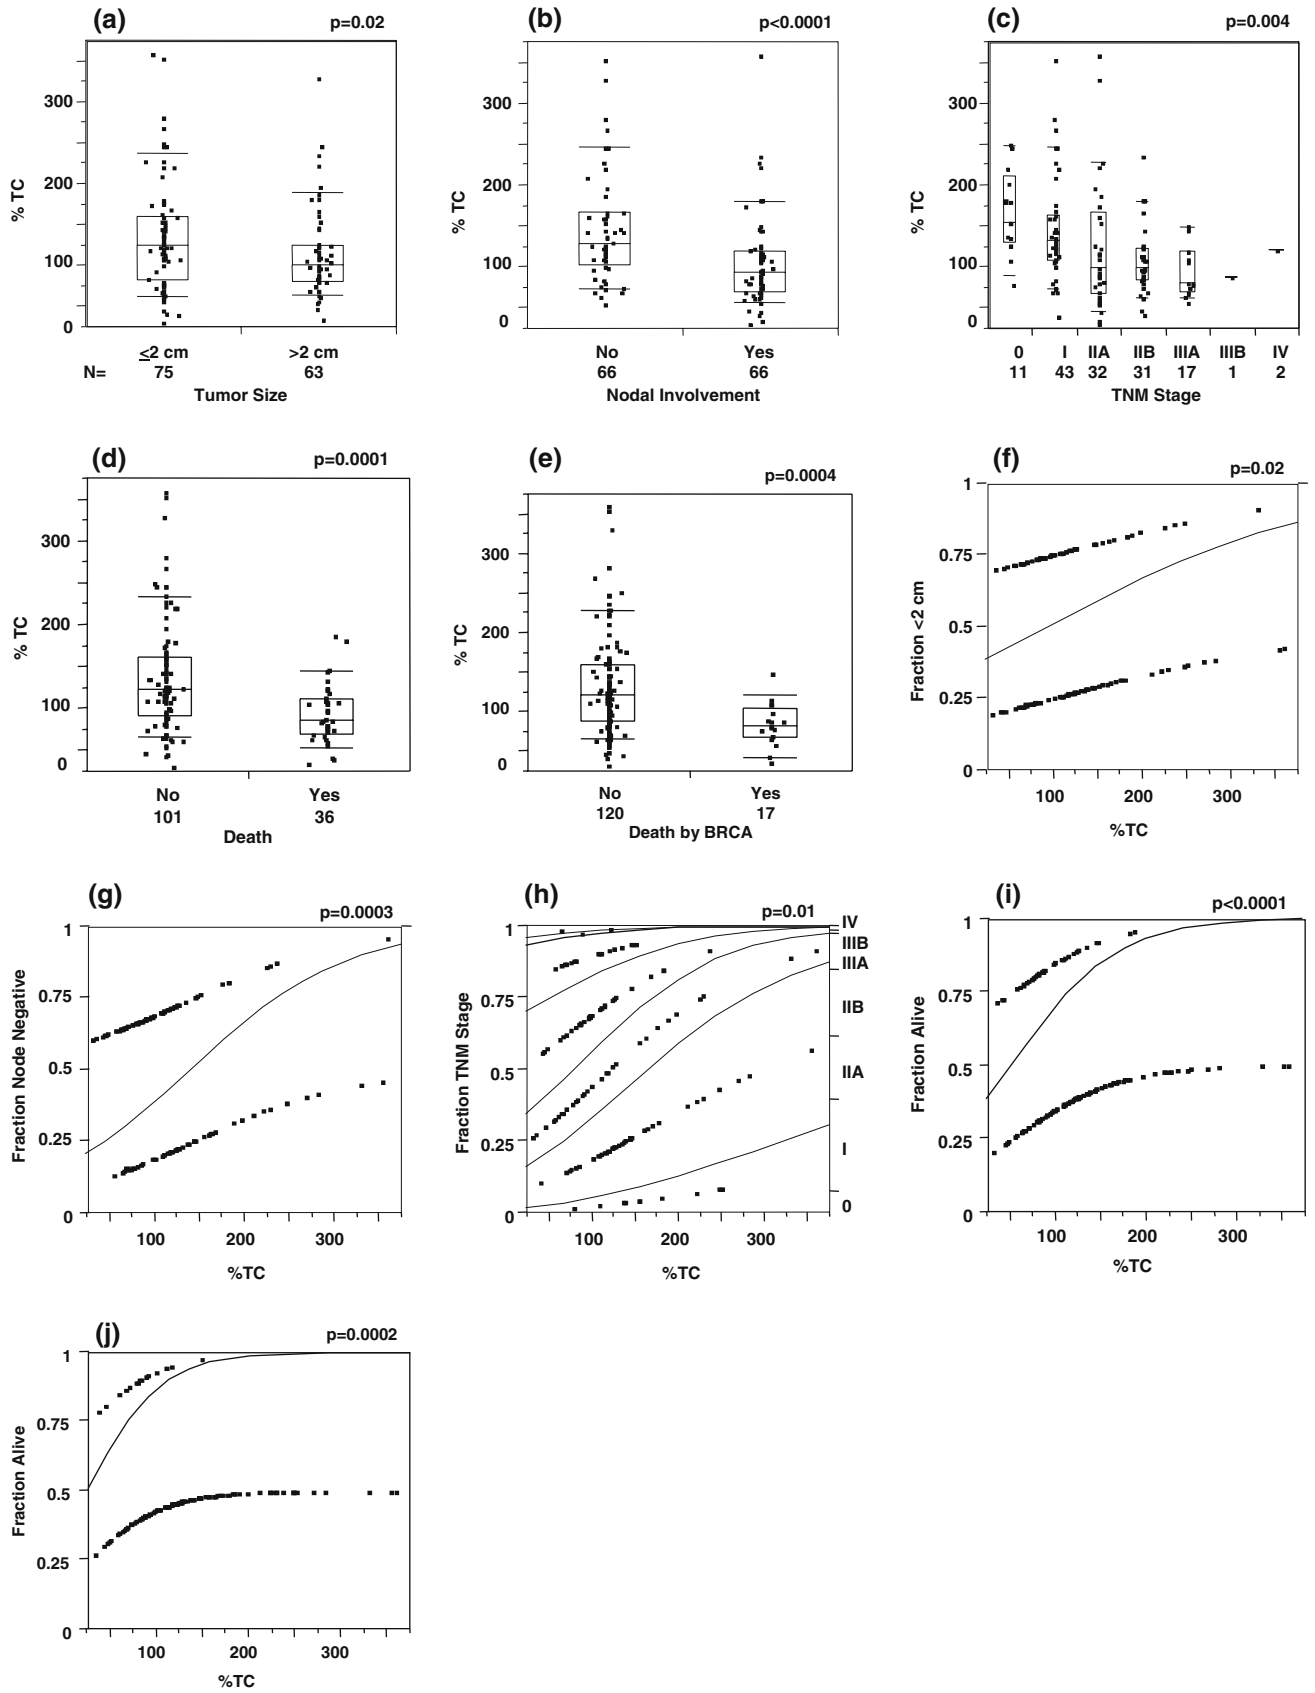 (a)
p=0.02
% TC
300
200
100
0
≤2 cm
>2 cm
N=
75
63
Tumor Size
(b)
p<0.0001
% TC
300
200
100
0
No
Yes
66
66
Nodal Involvement
(c)
p=0.004
% TC
300
200
100
0
0 I IIA IIB IIIA IIIB IV
11 43 32 31 17 1 2
TNM Stage
(d)
p=0.0001
% TC
300
200
100
0
No
Yes
101
36
Death
(e)
p=0.0004
% TC
300
200
100
0
No
Yes
120
17
Death by BRCA
(f)
p=0.02
Fraction <2 cm
1
0.75
0.5
0.25
0
100 200 300
%TC
(g)
p=0.0003
Fraction Node Negative
1
0.75
0.5
0.25
0
100 200 300
%TC
(h)
p=0.01
Fraction TNM Stage
1
0.75
0.5
0.25
0
IV
IIIB
IIIA
IIB
IIA
I
0
100 200 300
%TC
(i)
p<0.0001
Fraction Alive
1
0.75
0.5
0.25
0
100 200 300
%TC
(j)
p=0.0002
Fraction Alive
1
0.75
0.5
0.25
0
100 200 300
%TC